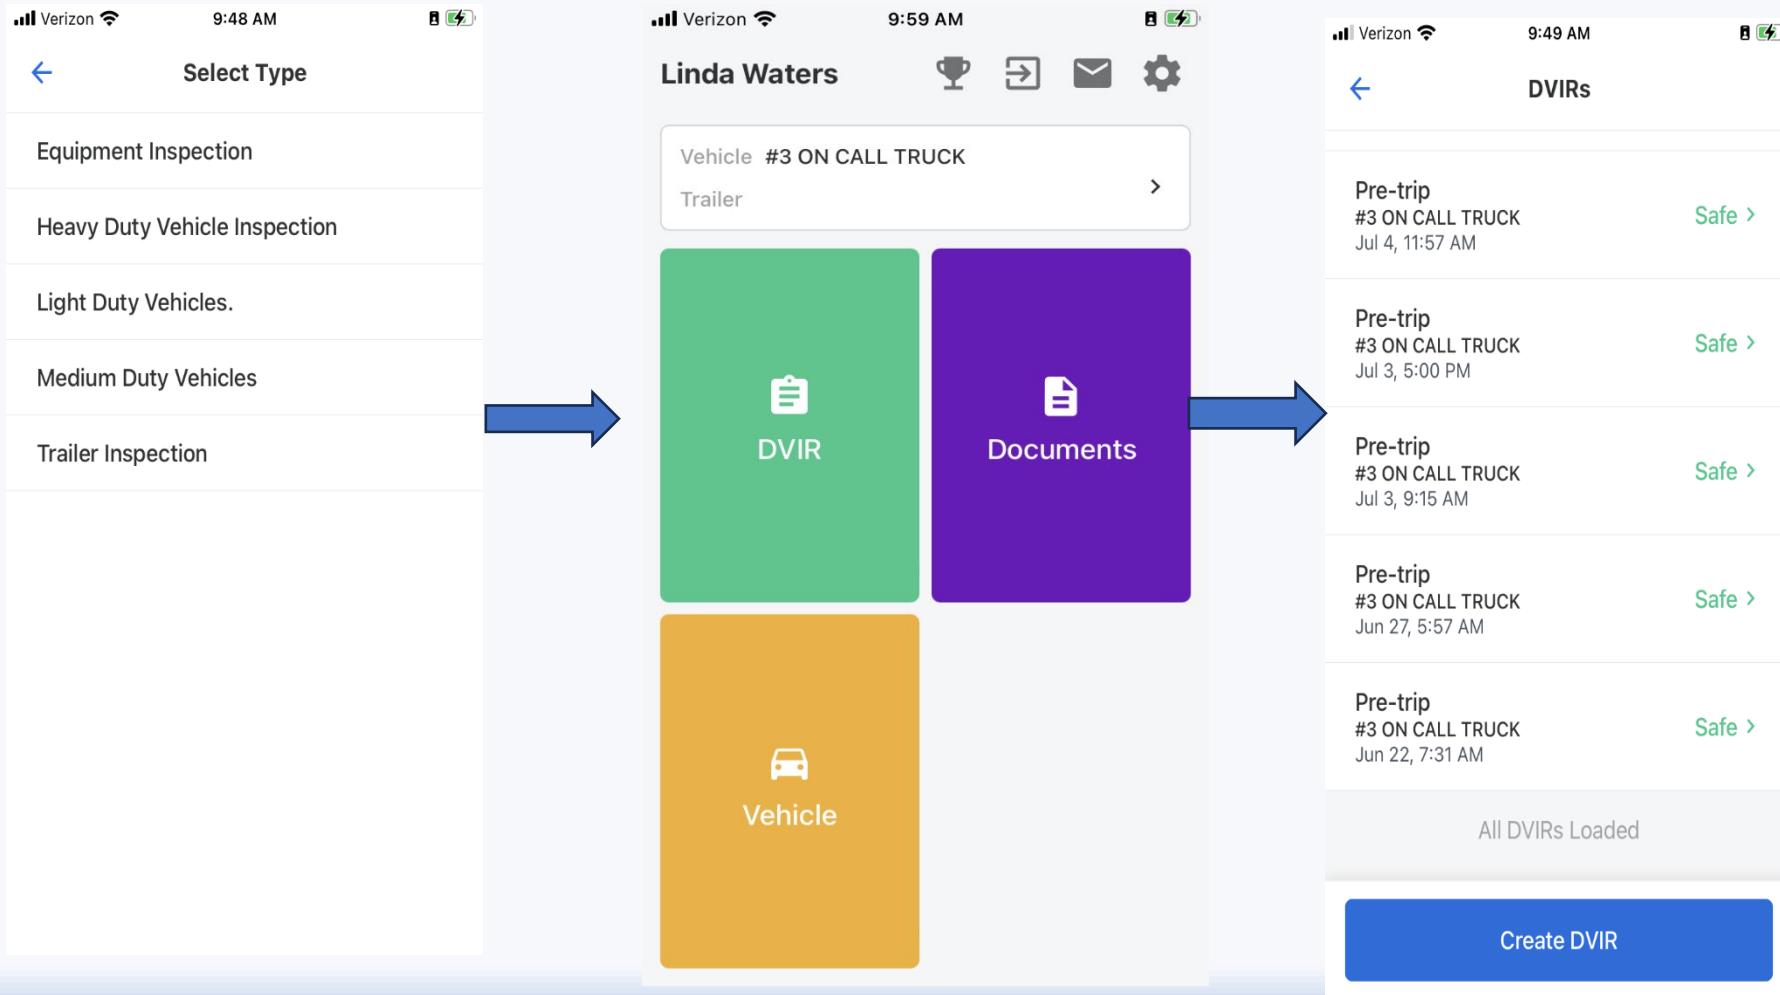 Verizon 9:48 AM
Select Type
Equipment Inspection
Heavy Duty Vehicle Inspection
Light Duty Vehicles.
Medium Duty Vehicles
Trailer Inspection
Verizon 9:59 AM
Linda Waters
Vehicle #3 ON CALL TRUCK
Trailer
DVIR
Documents
Vehicle
Verizon 9:49 AM
DVIRs
Pre-trip
#3 ON CALL TRUCK
Safe
Jul 4, 11:57 AM
Pre-trip
#3 ON CALL TRUCK
Safe
Jul 3, 5:00 PM
Pre-trip
#3 ON CALL TRUCK
Safe
Jul 3, 9:15 AM
Pre-trip
#3 ON CALL TRUCK
Safe
Jun 27, 5:57 AM
Pre-trip
#3 ON CALL TRUCK
Safe
Jun 22, 7:31 AM
All DVIRs Loaded
Create DVIR